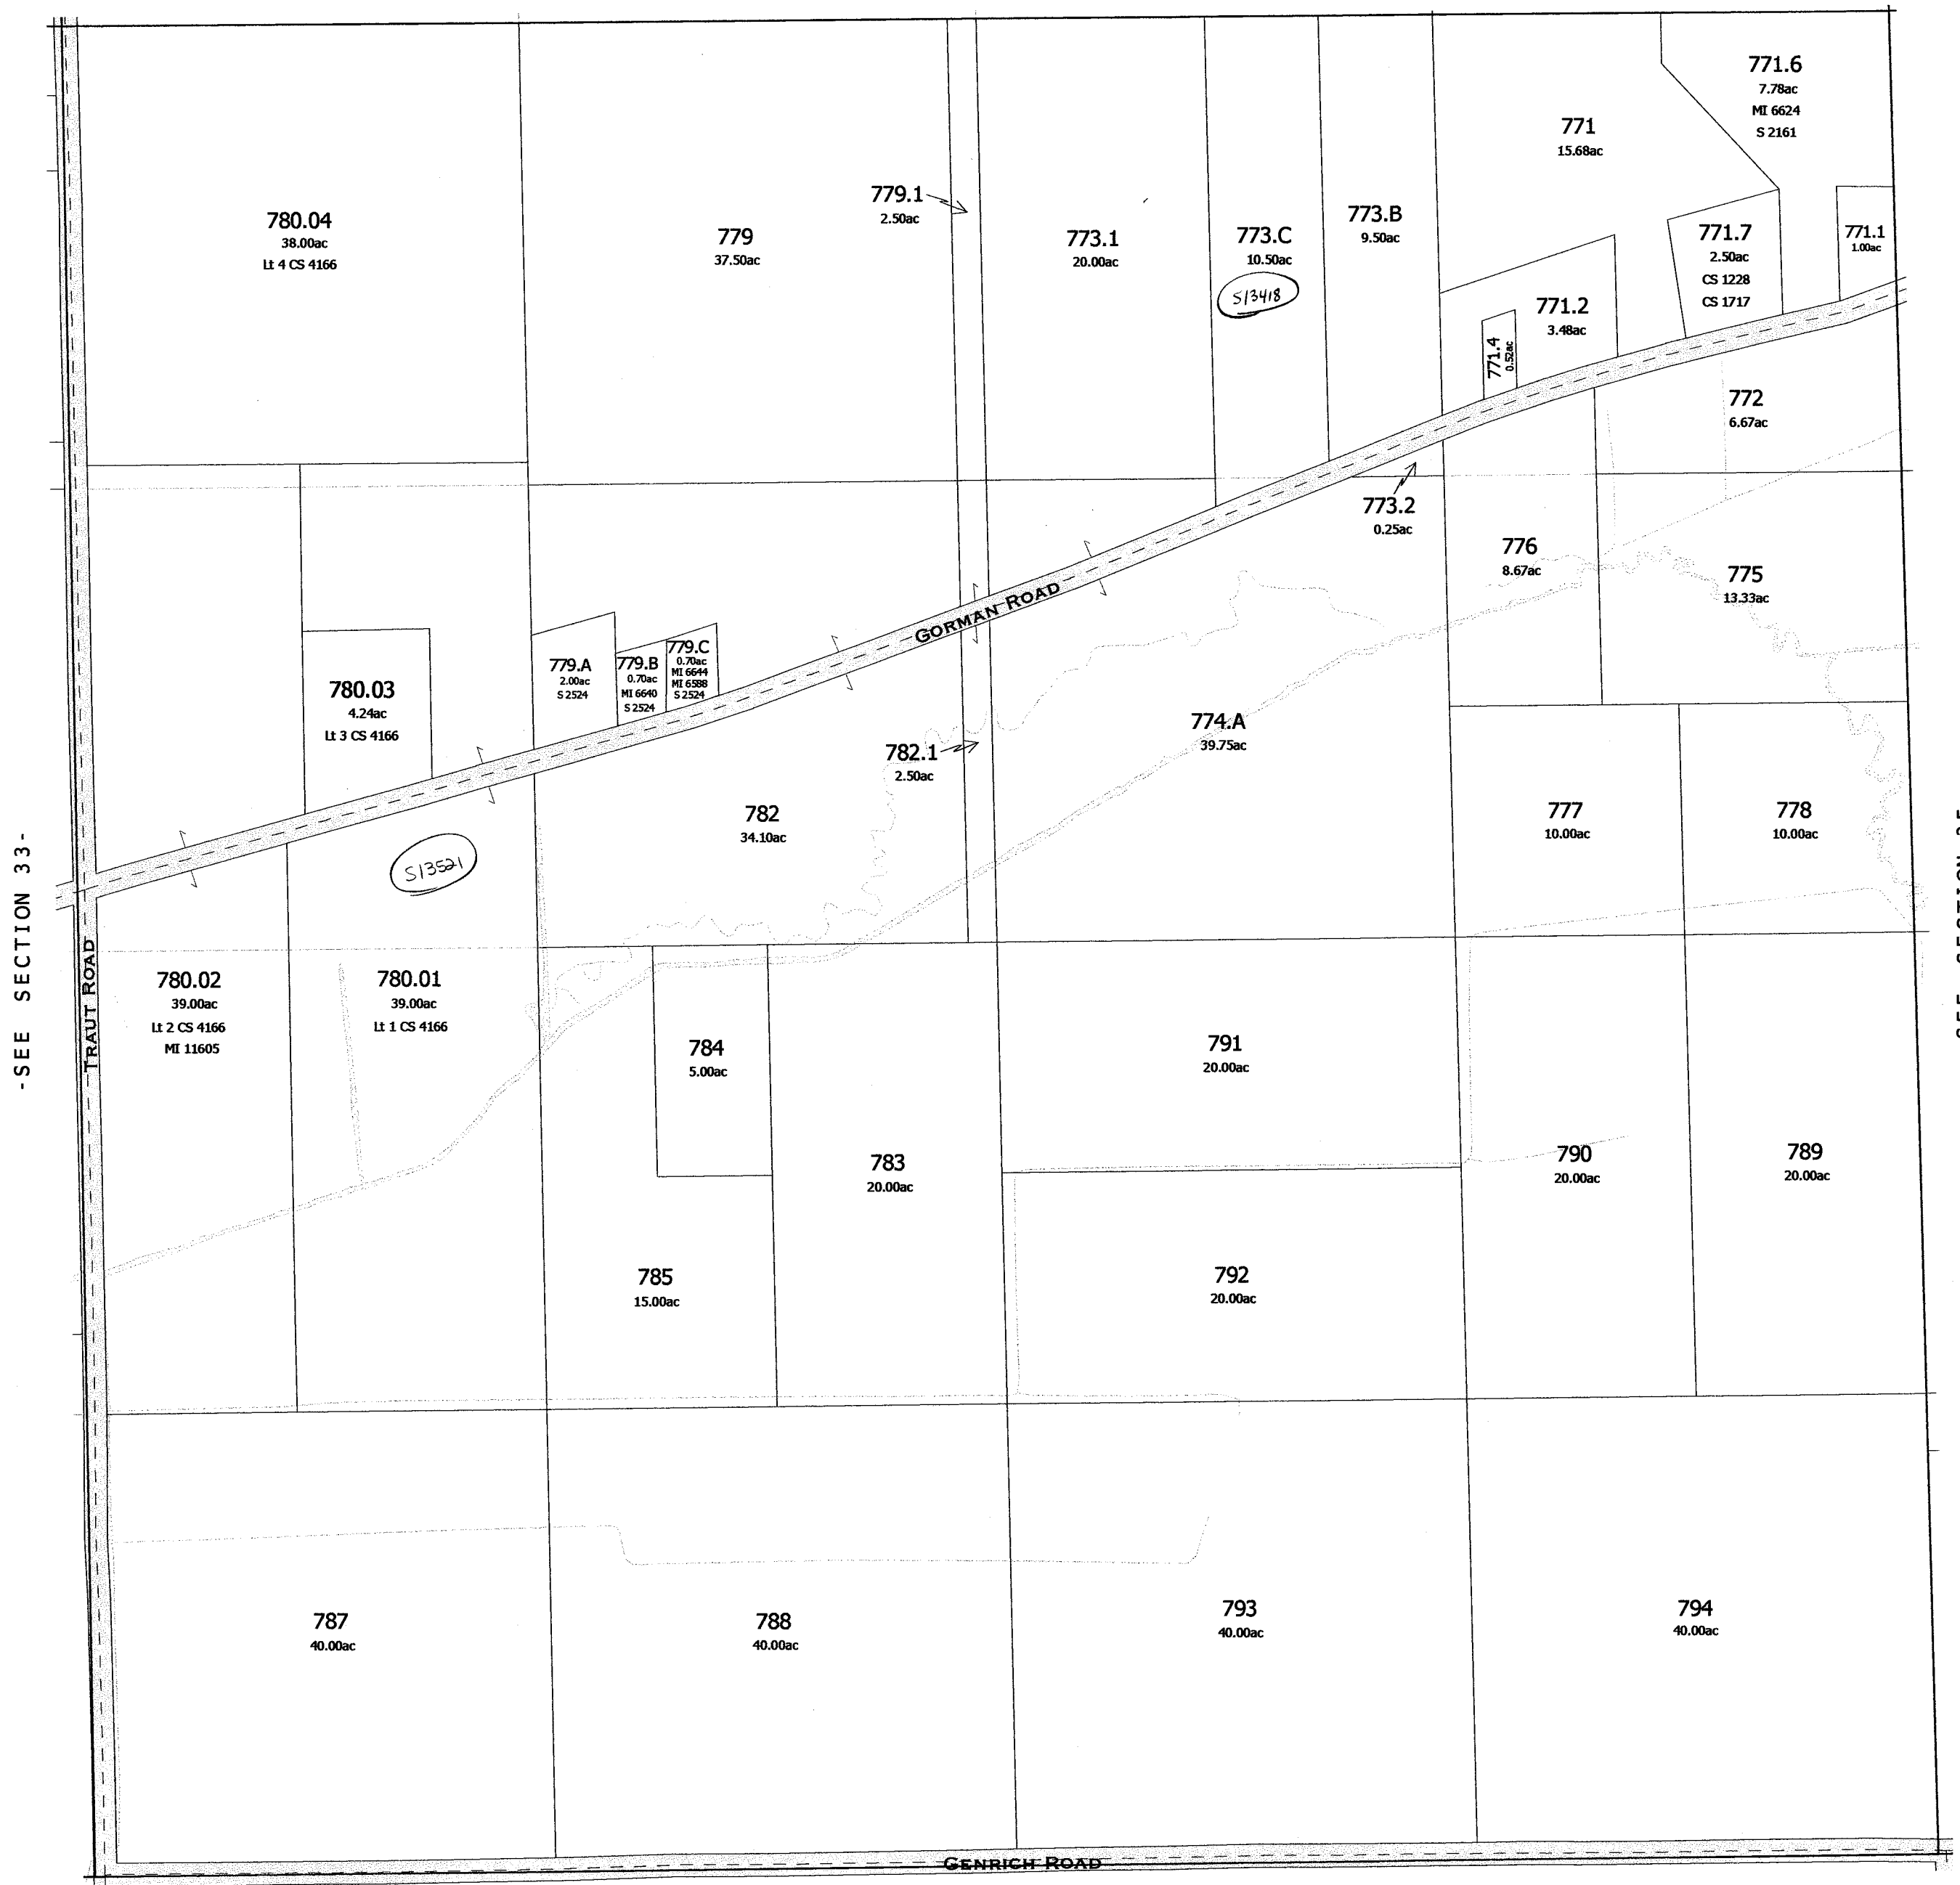 771.6
7.78ac
MI 6624
S 2161
771
15.68ac
779.1
2.50ac
780.04
38.00ac
Lt 4 CS 4166
779
37.50ac
773.1
20.00ac
773.C
10.50ac
S13418
773.B
9.50ac
771.7
2.50ac
CS 1228
CS 1717
771.1
1.00ac
771.2
3.48ac
771.4
0.52ac
772
6.67ac
773.2
0.25ac
776
8.67ac
775
13.33ac
GORMAN ROAD
779.A
2.00ac
S 2524
779.B
0.70ac
MI 6640
S 2524
779.C
0.70ac
MI 6644
MI 6588
S 2524
780.03
4.24ac
Lt 3 CS 4166
774.A
39.75ac
782.1
2.50ac
782
34.10ac
777
10.00ac
778
10.00ac
S13521
-SEE SECTION 33-
TRAUT ROAD
780.02
39.00ac
Lt 2 CS 4166
MI 11605
780.01
39.00ac
Lt 1 CS 4166
784
5.00ac
791
20.00ac
783
20.00ac
790
20.00ac
789
20.00ac
785
15.00ac
792
20.00ac
787
40.00ac
788
40.00ac
793
40.00ac
794
40.00ac
GENRICH ROAD